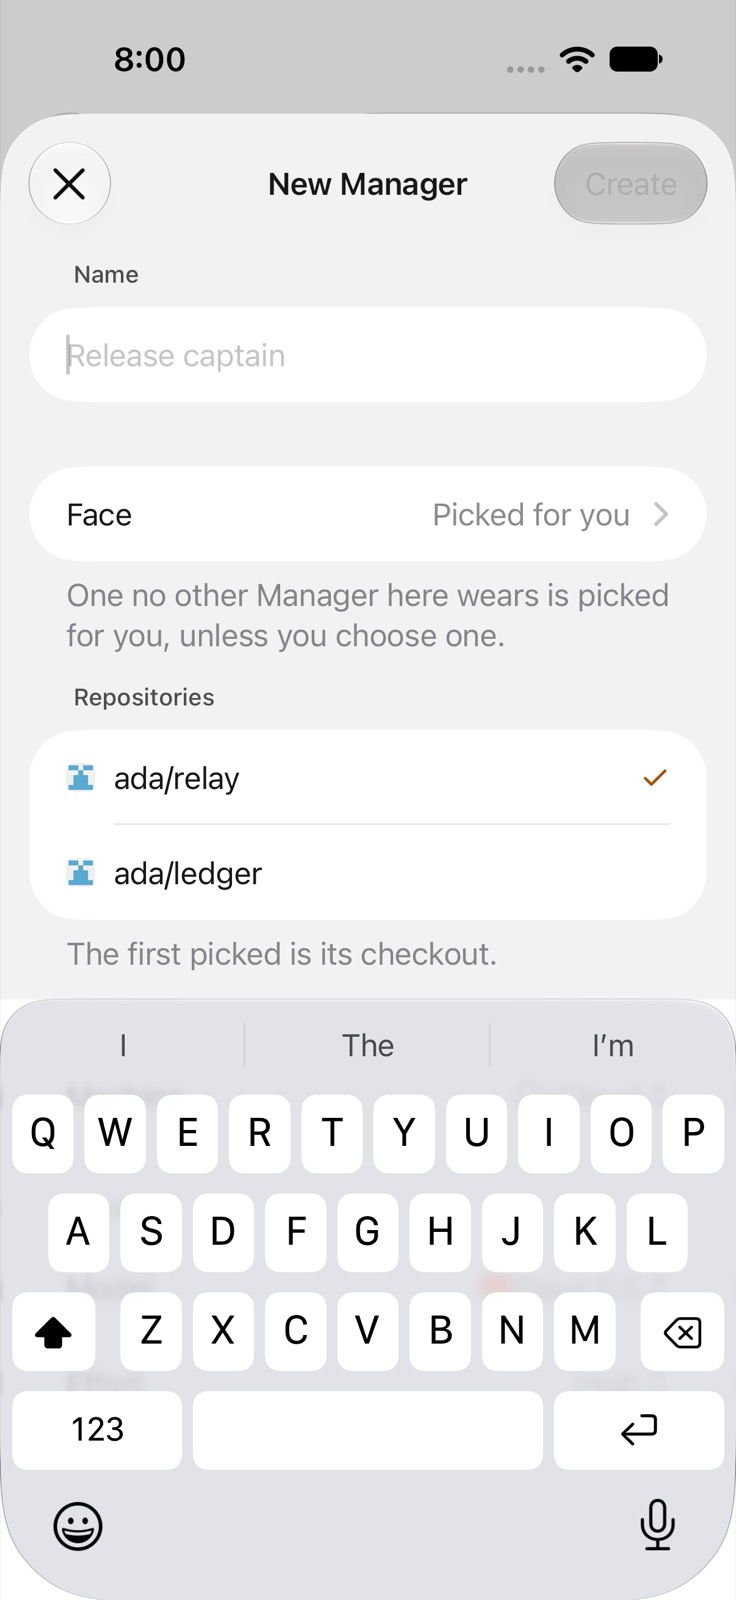 8:00
New Manager
Create
Name
Release captain
Face
Picked for you
One no other Manager here wears is picked
for you, unless you choose one.
Repositories
ada/relay
ada/ledger
The first picked is its checkout.
I
The
I'm
Q W E R T Y U I O P
A S D F G H J K L
Z X C V B N M
123